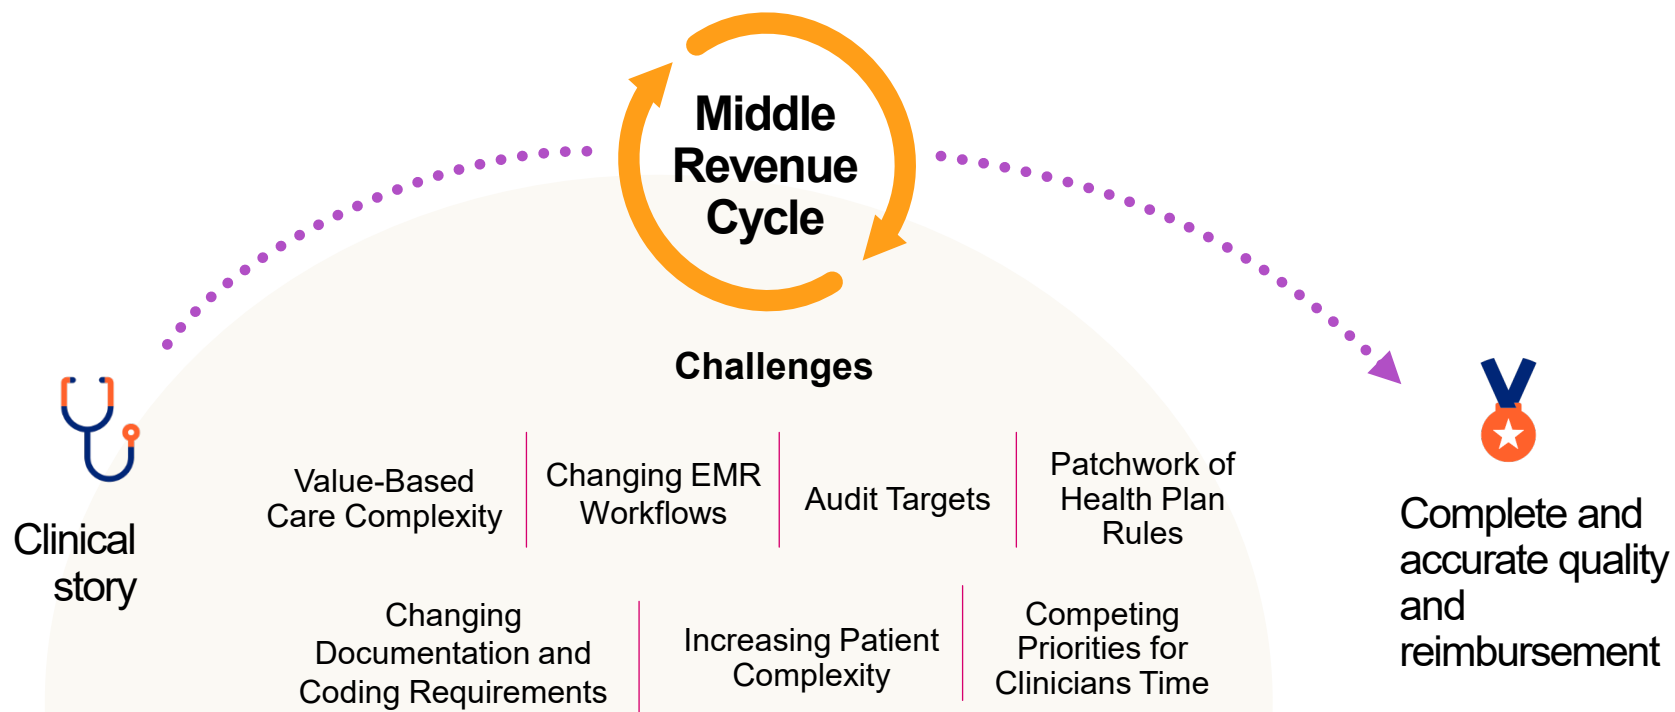 Middle
Revenue
Cycle
Challenges
Value-Based
Care Complexity
Changing EMR
Workflows
Audit Targets
Patchwork of
Health Plan
Rules
Changing
Documentation and
Coding Requirements
Increasing Patient
Complexity
Competing
Priorities for
Clinicians Time
Clinical
story
Complete and
accurate quality
and
reimbursement